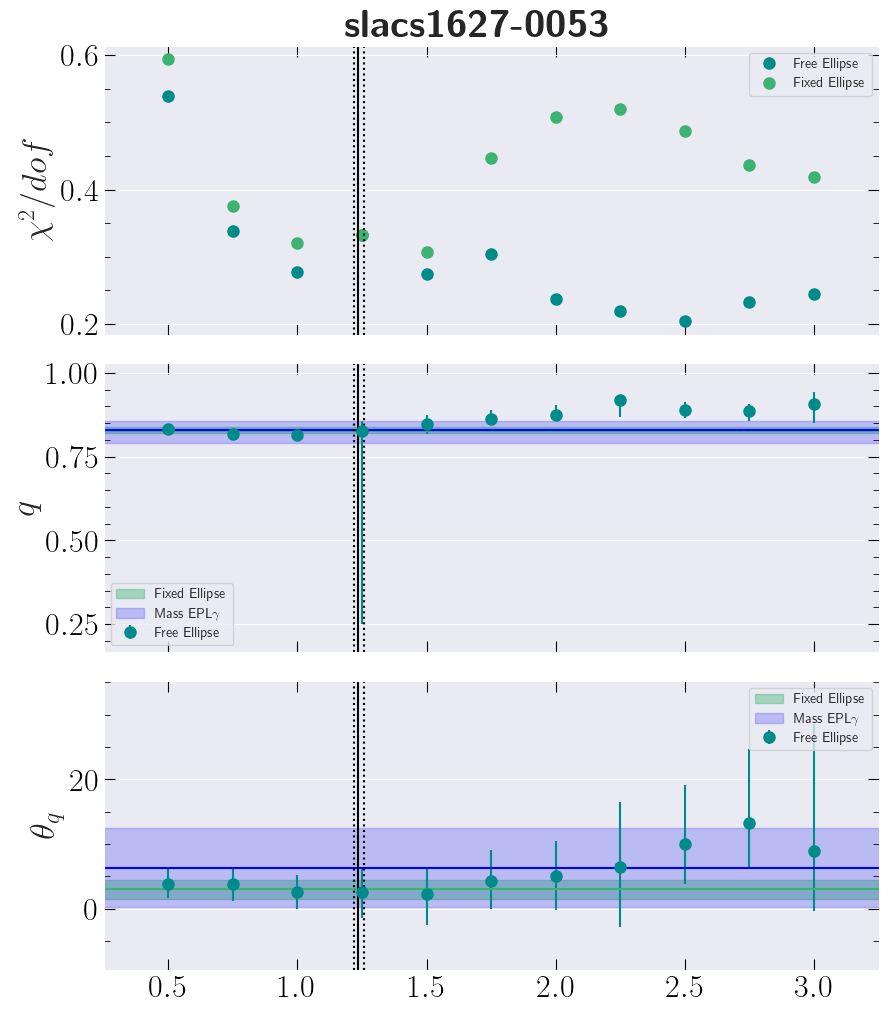 slacs1627-0053
0.6
0.4
0.2
χ²/dof
Free Ellipse
Fixed Ellipse
1.00
0.75
0.50
0.25
q
Fixed Ellipse
Mass EPLγ
Free Ellipse
20
0
θq
Fixed Ellipse
Mass EPLγ
Free Ellipse
0.5 1.0 1.5 2.0 2.5 3.0